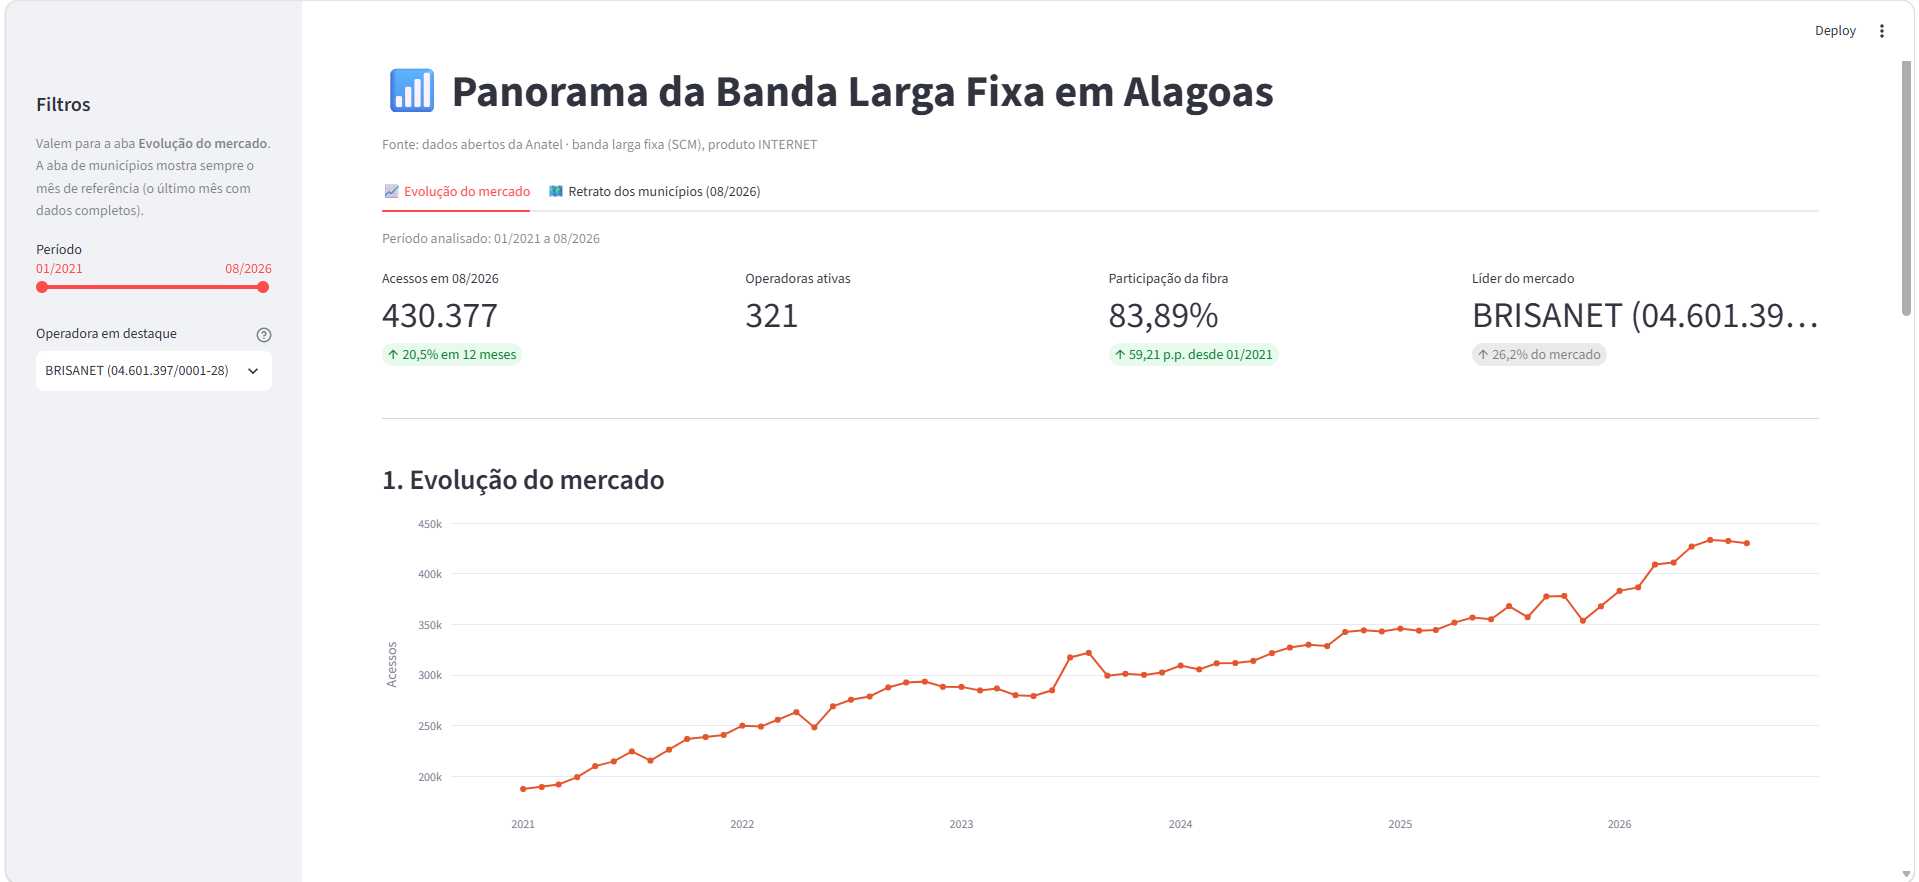 Deploy
Filtros
Valem para a aba Evolução do mercado.
A aba de municípios mostra sempre o
mês de referência (o último mês com
dados completos).
Período
01/2021 08/2026
Operadora em destaque
BRISANET (04.601.397/0001-28)
Panorama da Banda Larga Fixa em Alagoas
Fonte: dados abertos da Anatel · banda larga fixa (SCM), produto INTERNET
Evolução do mercado Retrato dos municípios (08/2026)
Período analisado: 01/2021 a 08/2026
Acessos em 08/2026
430.377
↑ 20,5% em 12 meses
Operadoras ativas
321
Participação da fibra
83,89%
↑ 59,21 p.p. desde 01/2021
Líder do mercado
BRISANET (04.601.39…
↑ 26,2% do mercado
1. Evolução do mercado
Acessos
450k
400k
350k
300k
250k
200k
2021 2022 2023 2024 2025 2026